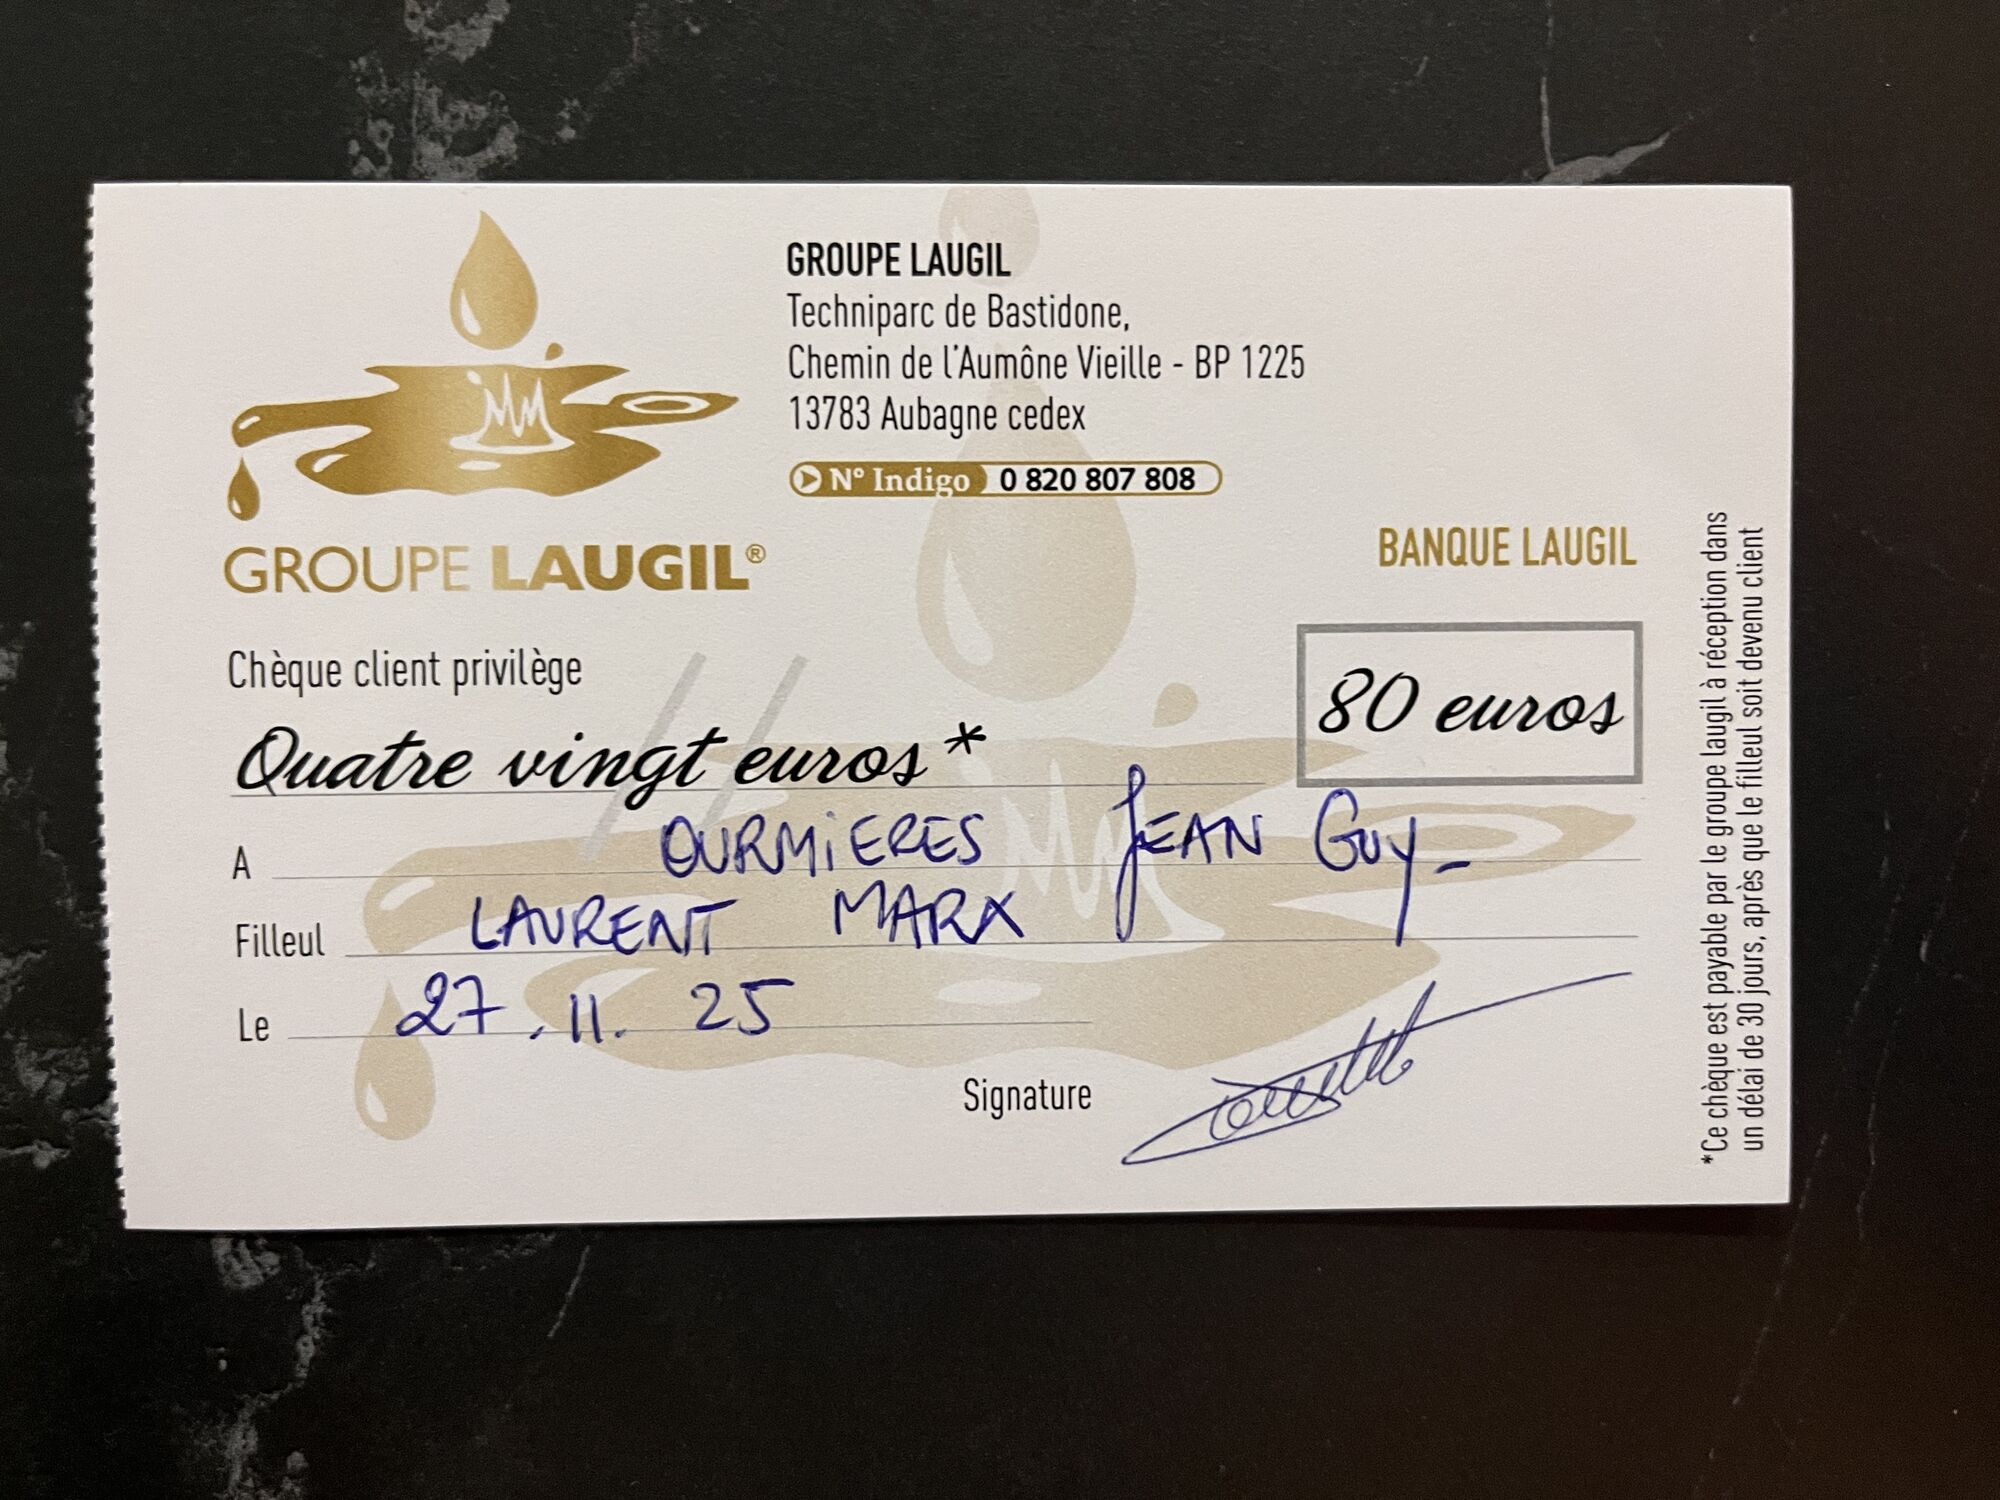 GROUPE LAUGIL
Techniparc de Bastidone,
Chemin de l'Aumône Vieille - BP 1225
13783 Aubagne cedex
N° Indigo 0 820 807 808
GROUPE LAUGIL®
BANQUE LAUGIL
Chèque client privilège
80 euros
Quatre vingt euros*
A OURMIERES JEAN GUY_
Filleul LAURENT MARX
Le 27.11.25
Signature
*Ce chèque est payable par le groupe laugil à réception dans
un délai de 30 jours, après que le filleul soit devenu client